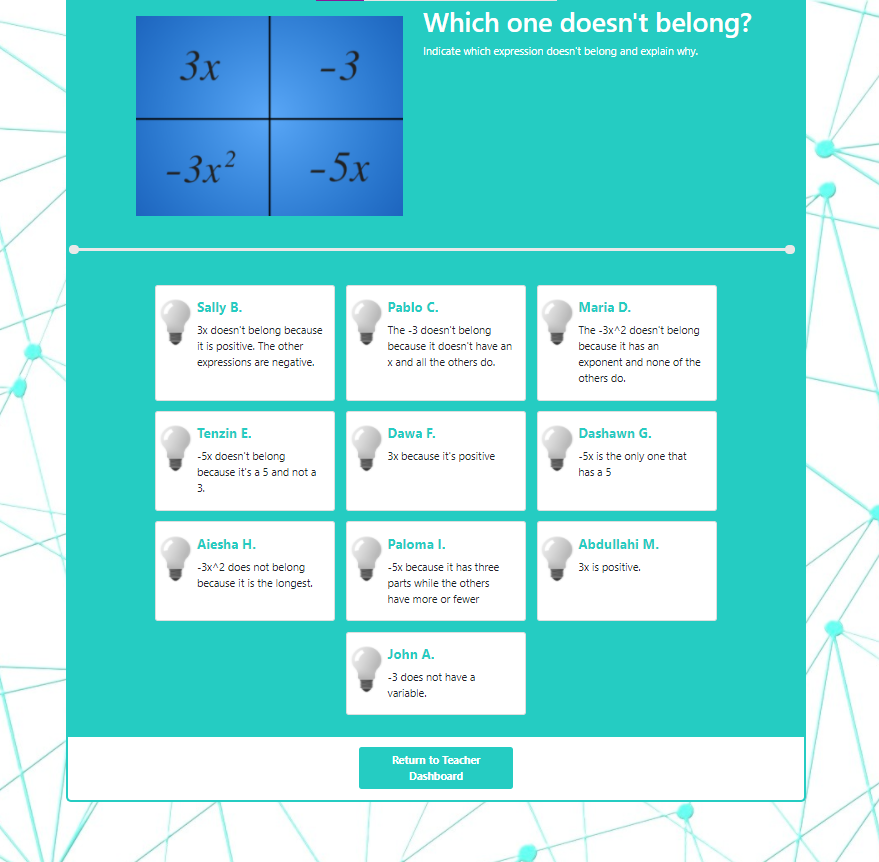 Which one doesn't belong?
Indicate which expression doesn't belong and explain why.
3x
-3
-3x²
-5x
Sally B.
3x doesn't belong because
it is positive. The other
expressions are negative.
Pablo C.
The -3 doesn't belong
because it doesn't have an
x and all the others do.
Maria D.
The -3x^2 doesn't belong
because it has an
exponent and none of the
others do.
Tenzin E.
-5x doesn't belong
because it's a 5 and not a
3.
Dawa F.
3x because it's positive
Dashawn G.
-5x is the only one that
has a 5
Aiesha H.
-3x^2 does not belong
because it is the longest.
Paloma I.
-5x because it has three
parts while the others
have more or fewer
Abdullahi M.
3x is positive.
John A.
-3 does not have a
variable.
Return to Teacher
Dashboard